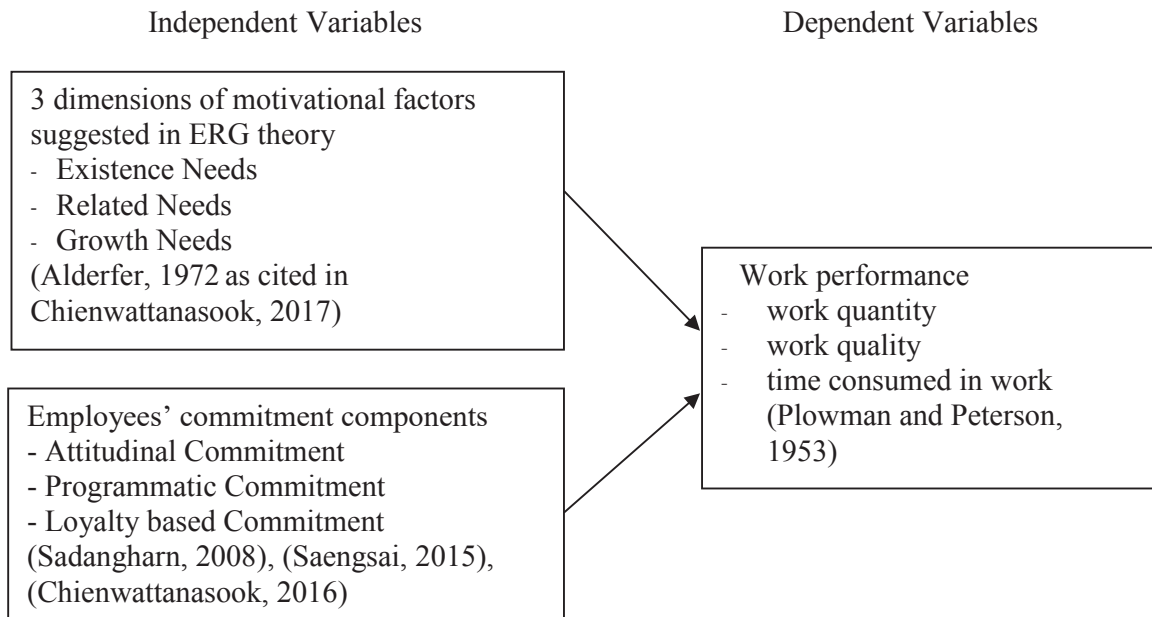 Independent Variables
Dependent Variables
3 dimensions of motivational factors
suggested in ERG theory
- Existence Needs
- Related Needs
- Growth Needs
(Alderfer, 1972 as cited in
Chienwattanasook, 2017)
Employees’ commitment components
- Attitudinal Commitment
- Programmatic Commitment
- Loyalty based Commitment
(Sadangharn, 2008), (Saengsai, 2015),
(Chienwattanasook, 2016)
Work performance
- work quantity
- work quality
- time consumed in work
(Plowman and Peterson,
1953)